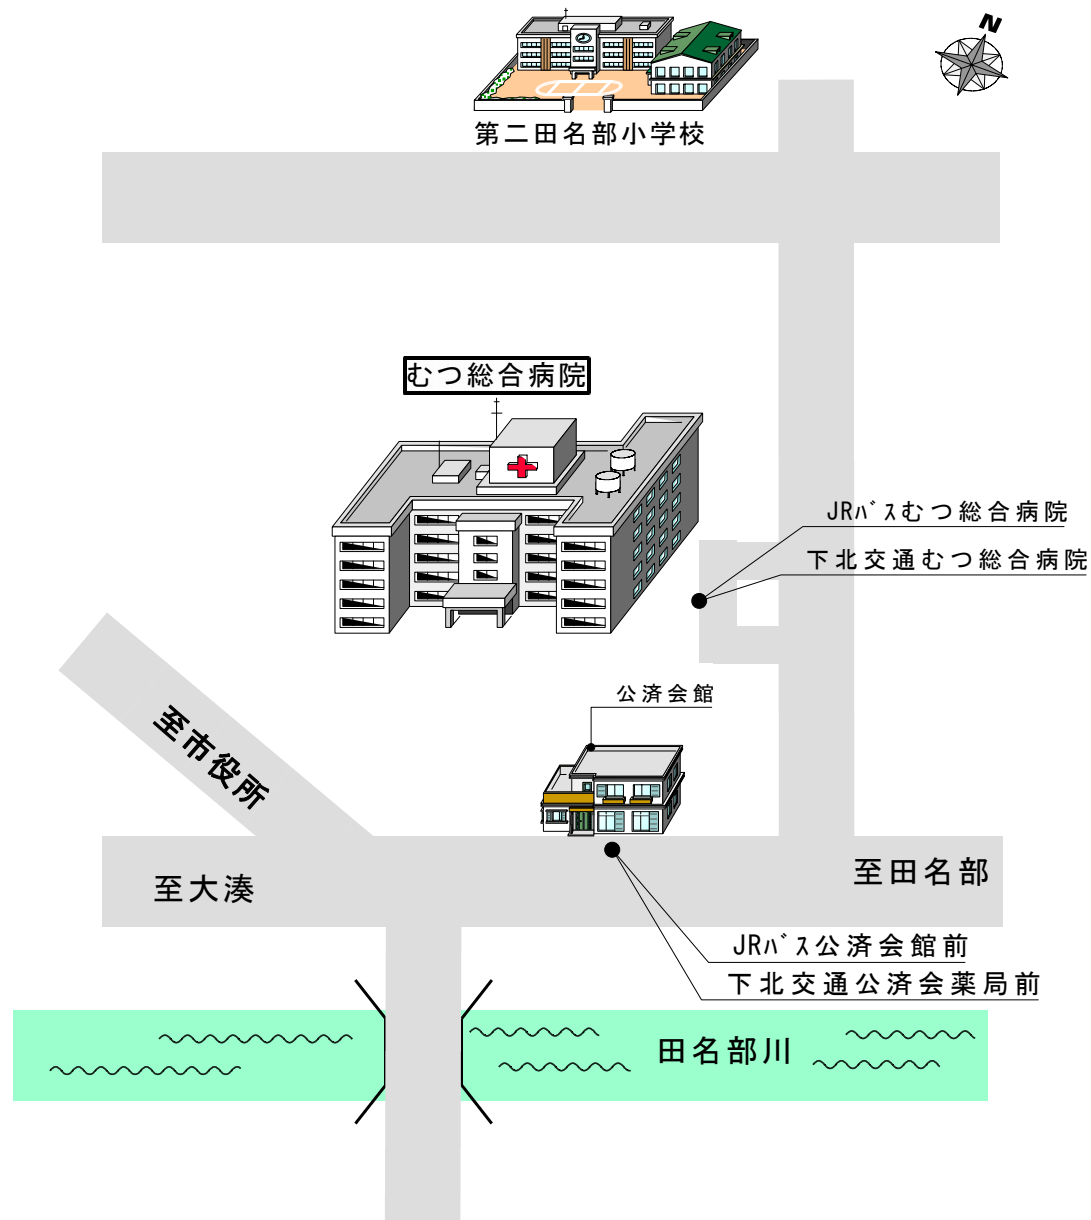 N
第二田名部小学校
むつ総合病院
JRﾊﾞｽむつ総合病院
下北交通むつ総合病院
公済会館
至市役所
至大湊
至田名部
JRﾊﾞｽ公済会館前
下北交通公済会薬局前
田名部川